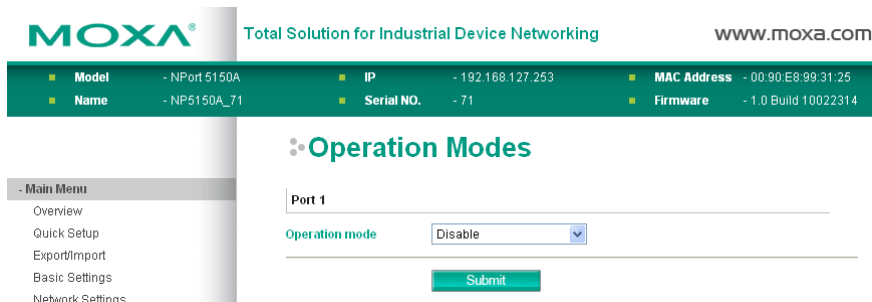 MOXA® Total Solution for Industrial Device Networking www.moxa.com
Model - NPort 5150A IP - 192.168.127.253 MAC Address - 00:90:E8:99:31:25
Name - NP5150A_71 Serial NO. - 71 Firmware - 1.0 Build 10022314
Operation Modes
- Main Menu
Overview
Quick Setup
Export/Import
Basic Settings
Network Settings
Port 1
Operation mode Disable
Submit